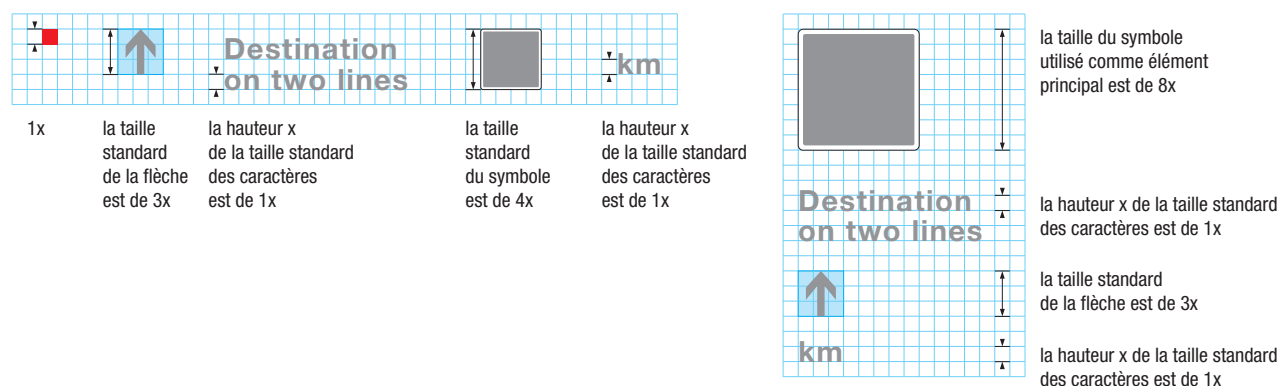 Destination
on two lines
km
1x
la taille
standard
de la flèche
est de 3x
la hauteur x
de la taille standard
des caractères
est de 1x
la taille
standard
du symbole
est de 4x
la hauteur x
de la taille standard
des caractères
est de 1x
la taille du symbole
utilisé comme élément
principal est de 8x
Destination
on two lines
la hauteur x de la taille standard
des caractères est de 1x
la taille standard
de la flèche est de 3x
km
la hauteur x de la taille standard
des caractères est de 1x